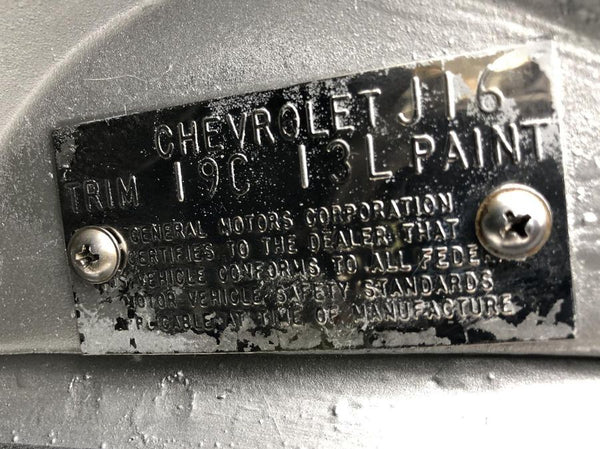 CHEVROLET J16
TRIM 19C 13L PAINT
GENERAL MOTORS CORPORATION
CERTIFIES TO THE DEALER THAT
VEHICLE CONFORMS TO ALL FEDE
MOTOR VEHICLE SAFETY STANDARDS
AT TIME OF MANUFACTURE